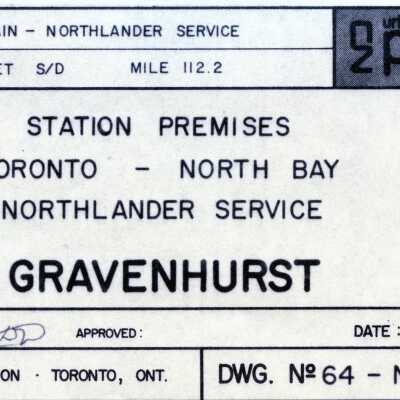 IN - NORTHLANDER SERVICE
ET S/D MILE 112.2
STATION PREMISES
ORONTO - NORTH BAY
NORTHLANDER SERVICE
GRAVENHURST
APPROVED: DATE:
ON · TORONTO, ONT.
DWG. Nº 64 - N